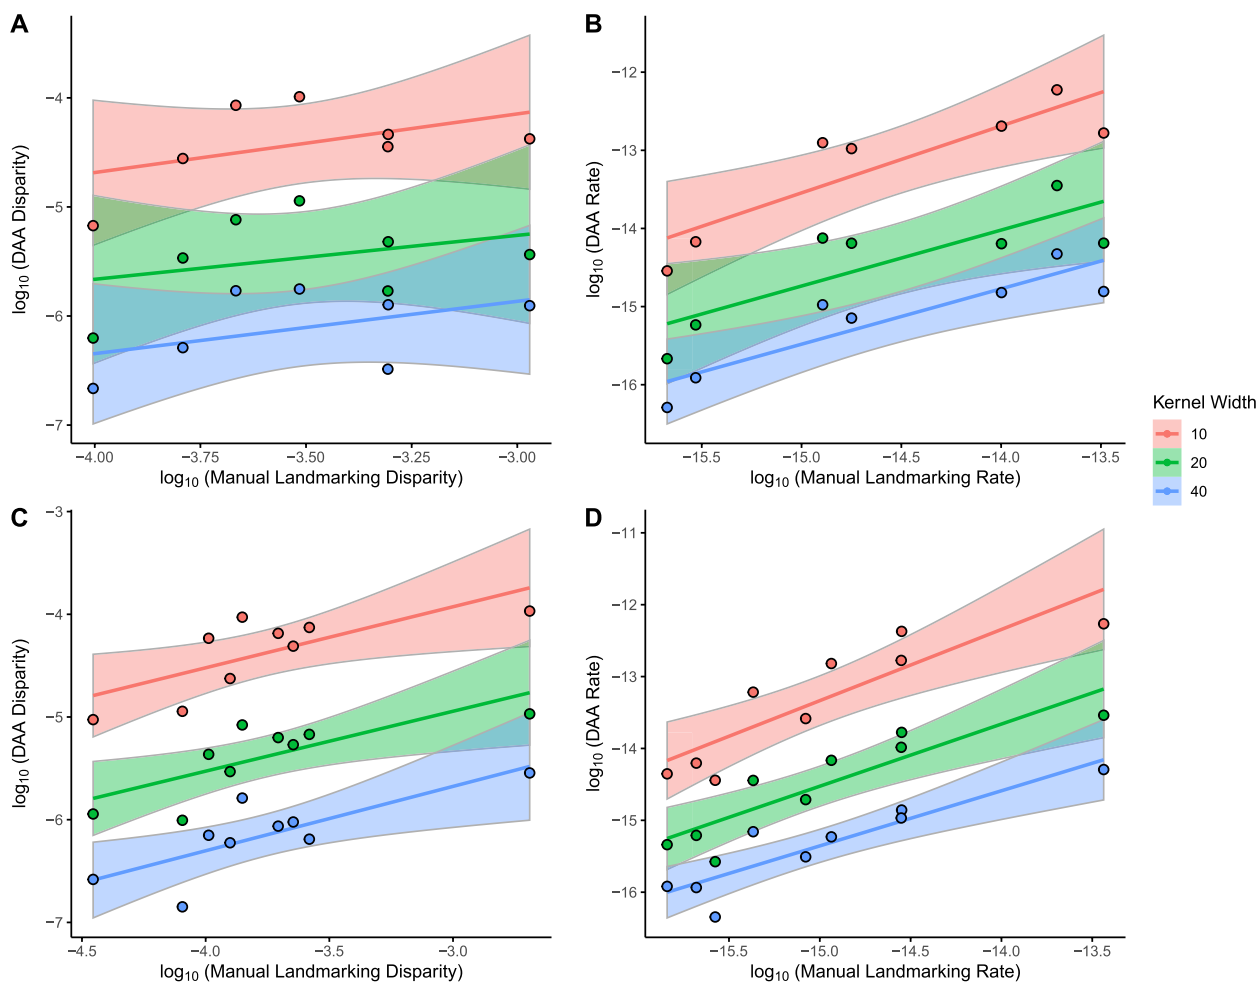 A
B
−4
−5
−6
−7
log10 (DAA Disparity)
−4.00 −3.75 −3.50 −3.25 −3.00
log10 (Manual Landmarking Disparity)
−12
−13
−14
−15
−16
log10 (DAA Rate)
−15.5 −15.0 −14.5 −14.0 −13.5
log10 (Manual Landmarking Rate)
Kernel Width
10
20
40
C
D
−3
−4
−5
−6
−7
log10 (DAA Disparity)
−4.5 −4.0 −3.5 −3.0
log10 (Manual Landmarking Disparity)
−11
−12
−13
−14
−15
−16
log10 (DAA Rate)
−15.5 −15.0 −14.5 −14.0 −13.5
log10 (Manual Landmarking Rate)